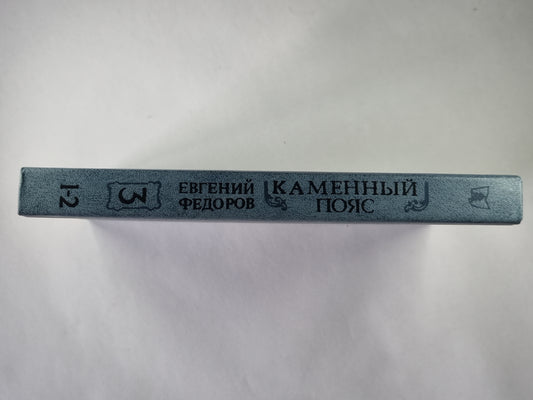 ЕВГЕНИЙ
ФЕДОРОВ
КАМЕННЫЙ
ПОЯС
3
1-2